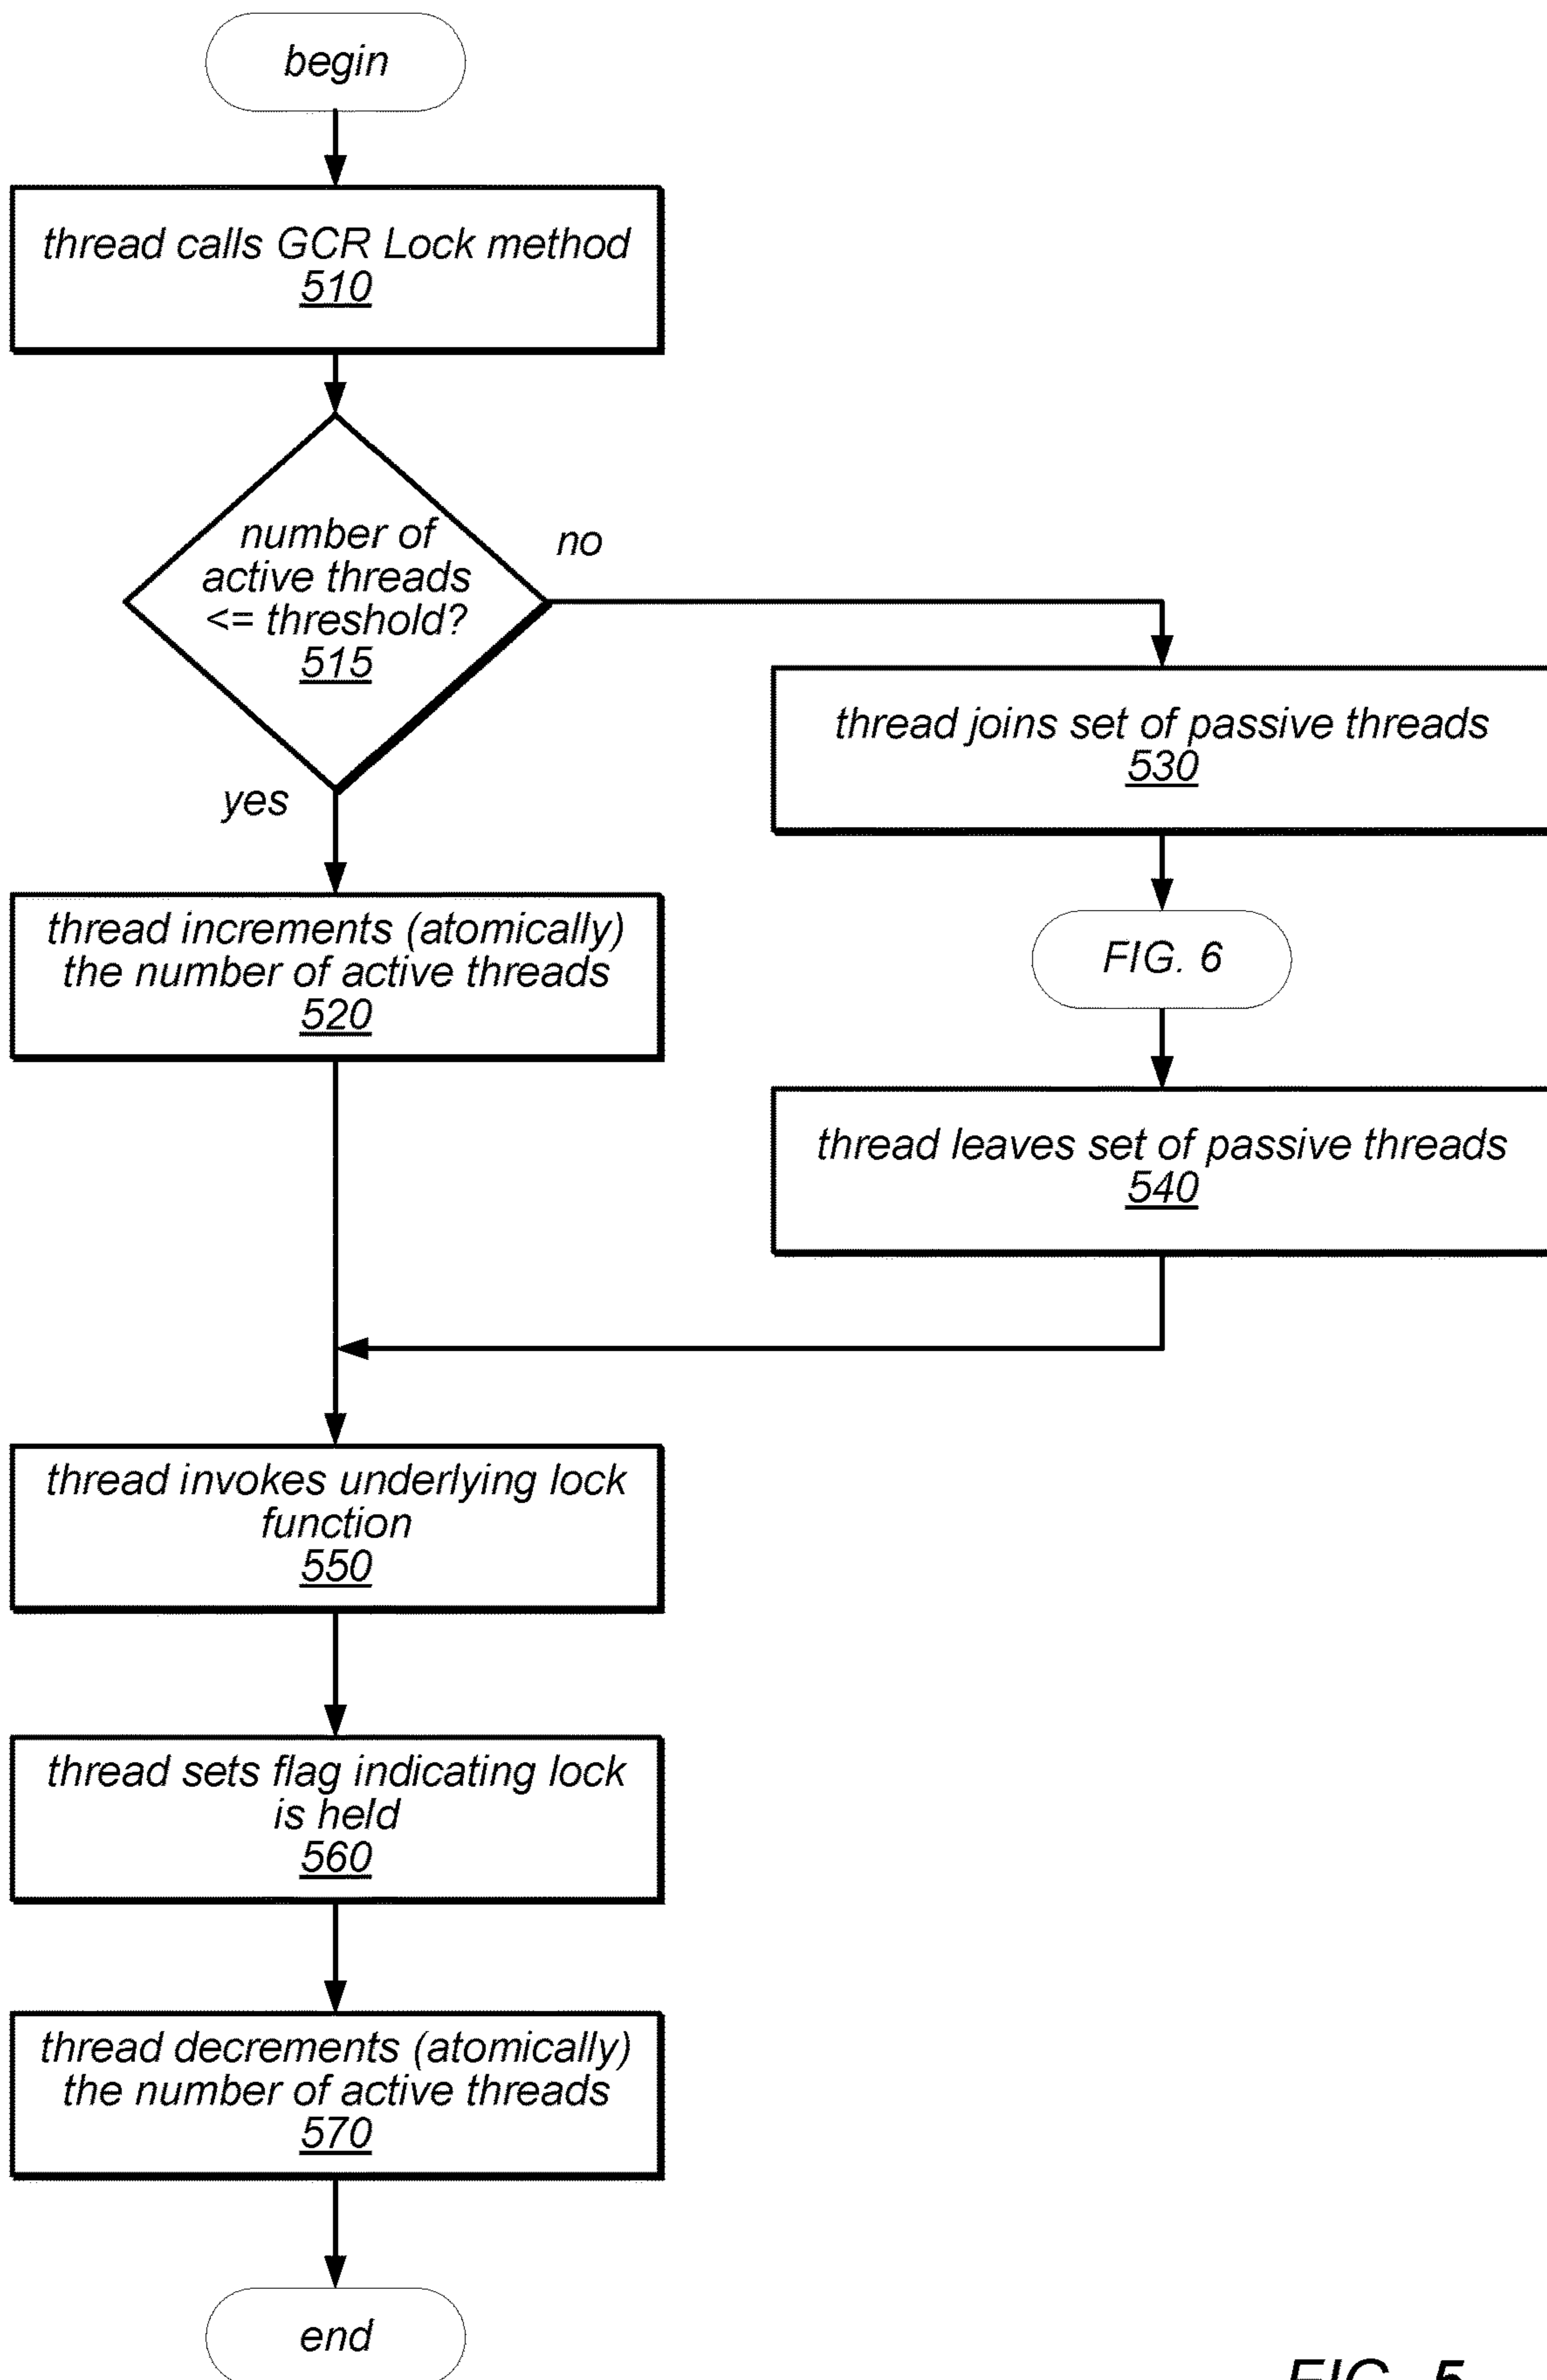 begin
thread calls GCR Lock method
510
number of
active threads
<= threshold?
515
no
yes
thread joins set of passive threads
530
thread increments (atomically)
the number of active threads
520
FIG. 6
thread leaves set of passive threads
540
thread invokes underlying lock
function
550
thread sets flag indicating lock
is held
560
thread decrements (atomically)
the number of active threads
570
end
FIG. 5